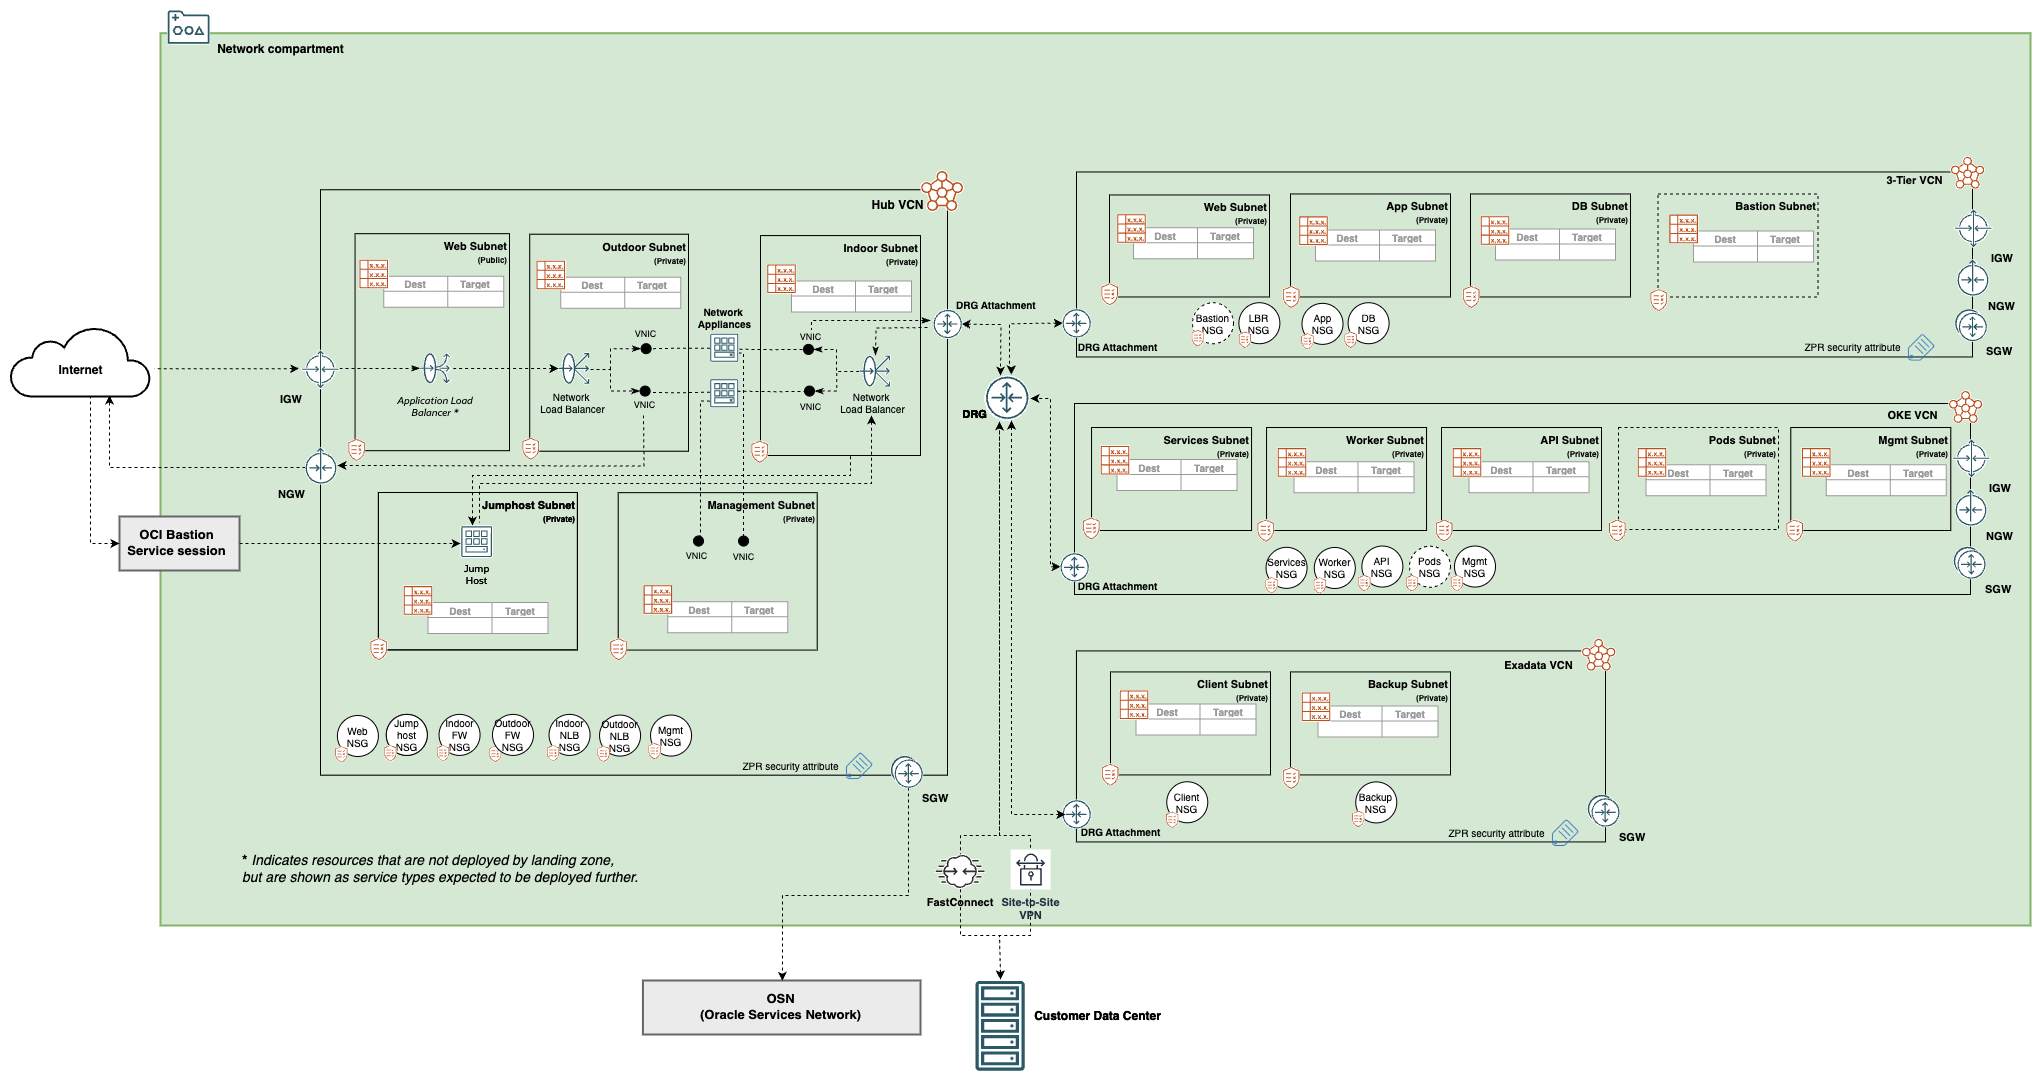 Network compartment
Hub VCN
Web Subnet
(Public)
Dest Target
Application Load
Balancer *
Outdoor Subnet
(Private)
Dest Target
Network
Load Balancer
VNIC
VNIC
Network
Appliances
Indoor Subnet
(Private)
Dest Target
VNIC
VNIC
Network
Load Balancer
DRG Attachment
Internet
IGW
NGW
OCI Bastion
Service session
Jumphost Subnet
(Private)
Jump
Host
Dest Target
Management Subnet
(Private)
VNIC
VNIC
Dest Target
Web
NSG
Jump
host
NSG
Indoor
FW
NSG
Outdoor
FW
NSG
Indoor
NLB
NSG
Outdoor
NLB
NSG
Mgmt
NSG
ZPR security attribute
SGW
DRG
3-Tier VCN
Web Subnet
(Private)
Dest Target
App Subnet
(Private)
Dest Target
DB Subnet
(Private)
Dest Target
Bastion Subnet
Dest Target
Bastion
NSG
LBR
NSG
App
NSG
DB
NSG
DRG Attachment
ZPR security attribute
IGW
NGW
SGW
OKE VCN
Services Subnet
(Private)
Dest Target
Worker Subnet
(Private)
Dest Target
API Subnet
(Private)
Dest Target
Pods Subnet
(Private)
Dest Target
Mgmt Subnet
(Private)
Dest Target
Services
NSG
Worker
NSG
API
NSG
Pods
NSG
Mgmt
NSG
DRG Attachment
IGW
NGW
SGW
Exadata VCN
Client Subnet
(Private)
Dest Target
Backup Subnet
(Private)
Dest Target
Client
NSG
Backup
NSG
DRG Attachment
ZPR security attribute
SGW
* Indicates resources that are not deployed by landing zone,
but are shown as service types expected to be deployed further.
FastConnect
Site-to-Site
VPN
OSN
(Oracle Services Network)
Customer Data Center